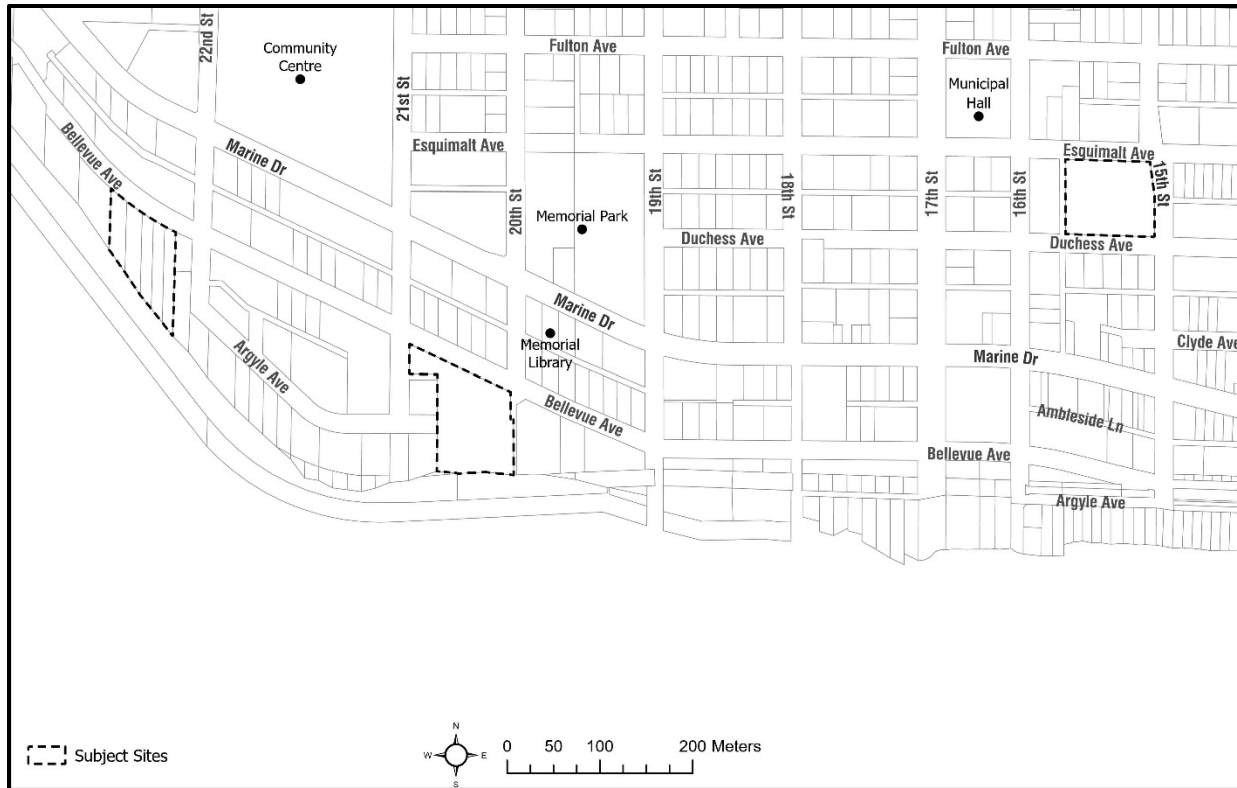 22nd St
Community
Centre
Fulton Ave
Fulton Ave
Municipal
Hall
21st St
Bellevue Ave
Marine Dr
Esquimalt Ave
Esquimalt Ave
20th St
19th St
18th St
17th St
16th St
15th St
Memorial Park
Duchess Ave
Duchess Ave
Marine Dr
Memorial
Library
Argyle Ave
Clyde Ave
Marine Dr
Bellevue Ave
Ambleside Ln
Bellevue Ave
Argyle Ave
Subject Sites
N
W
E
S
0 50 100 200 Meters